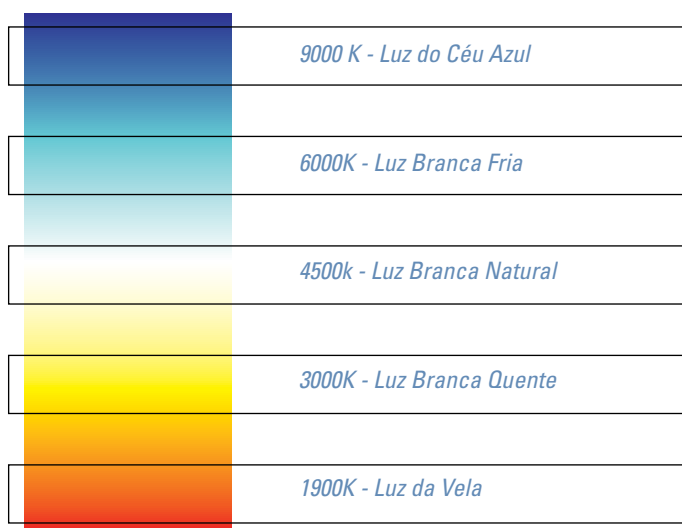 9000 K - Luz do Céu Azul
6000K - Luz Branca Fria
4500k - Luz Branca Natural
3000K - Luz Branca Quente
1900K - Luz da Vela